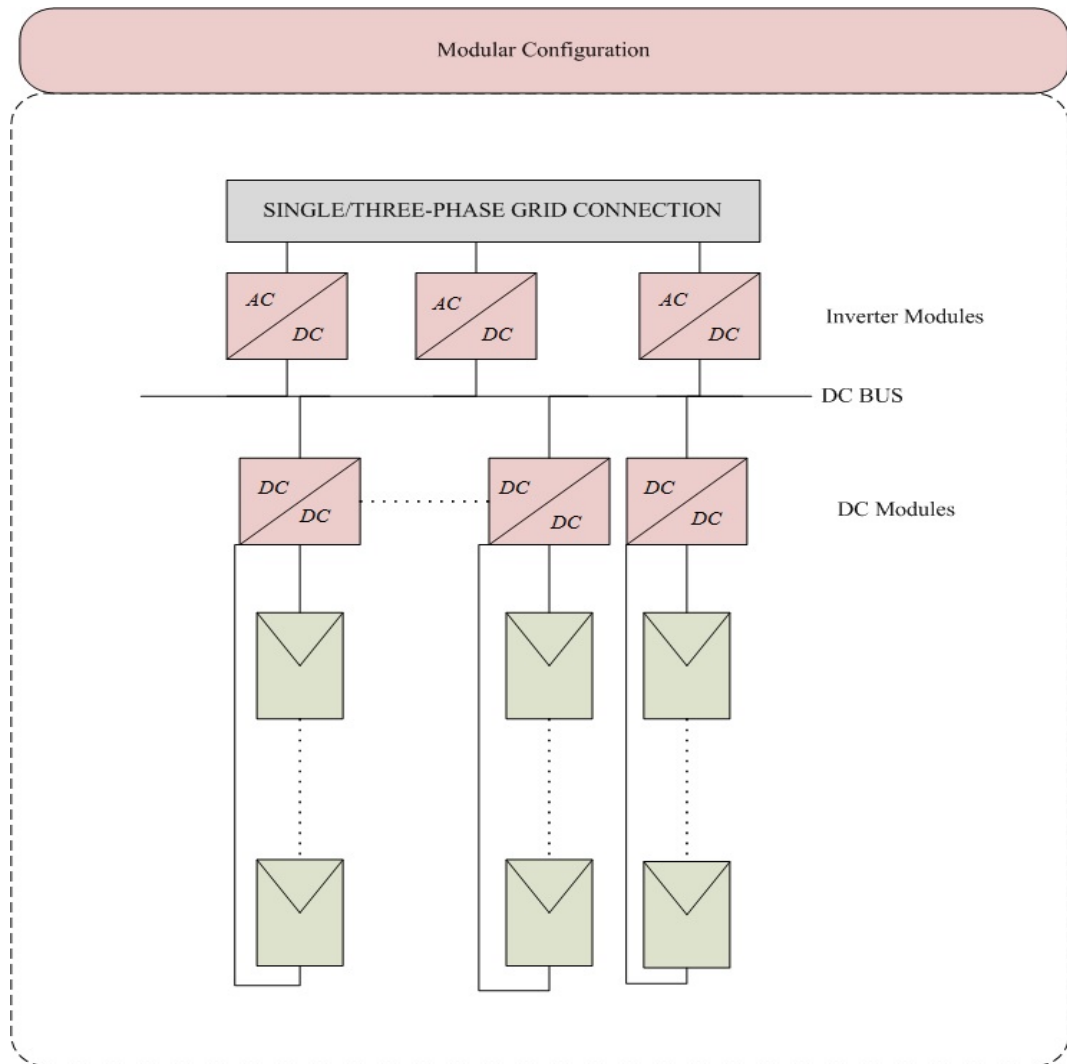 Modular Configuration
SINGLE/THREE-PHASE GRID CONNECTION
AC
DC
AC
DC
AC
DC
Inverter Modules
DC BUS
DC
DC
DC
DC
DC
DC
DC Modules